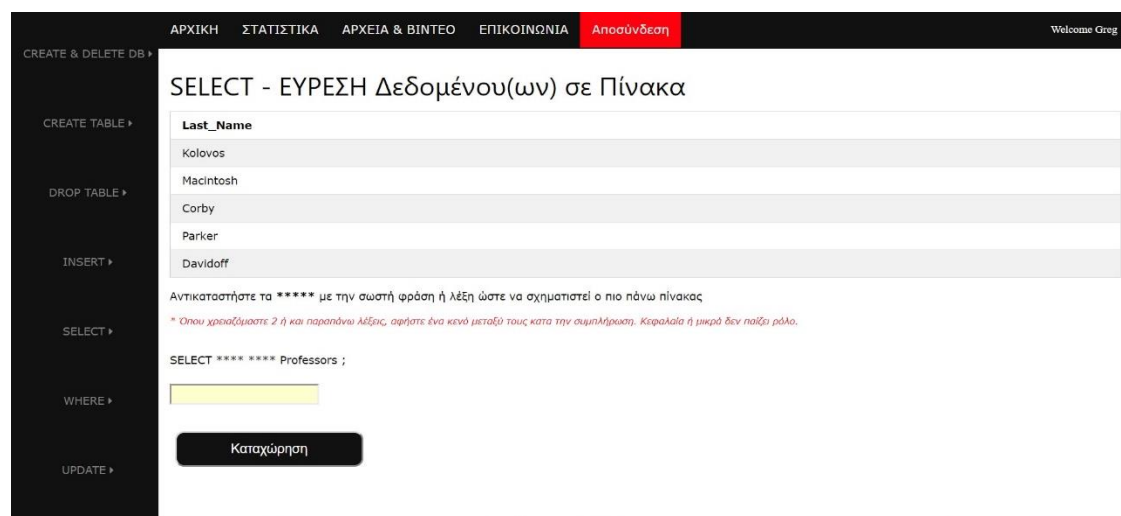 ΑΡΧΙΚΗ ΣΤΑΤΙΣΤΙΚΑ ΑΡΧΕΙΑ & ΒΙΝΤΕΟ ΕΠΙΚΟΙΝΩΝΙΑ Αποσύνδεση Welcome Greg
CREATE & DELETE DB
CREATE TABLE
DROP TABLE
INSERT
SELECT
WHERE
UPDATE
SELECT - ΕΥΡΕΣΗ Δεδομένου(ων) σε Πίνακα
Last_Name
Kolovos
Macintosh
Corby
Parker
Davidoff
Αντικαταστήστε τα ***** με την σωστή φράση ή λέξη ώστε να σχηματιστεί ο πιο πάνω πίνακας
* Όπου χρειαζόμαστε 2 ή και παραπάνω λέξεις, αφήστε ένα κενό μεταξύ τους κατα την συμπλήρωση. Κεφαλαία ή μικρά δεν παίζει ρόλο.
SELECT **** **** Professors ;
Καταχώρηση